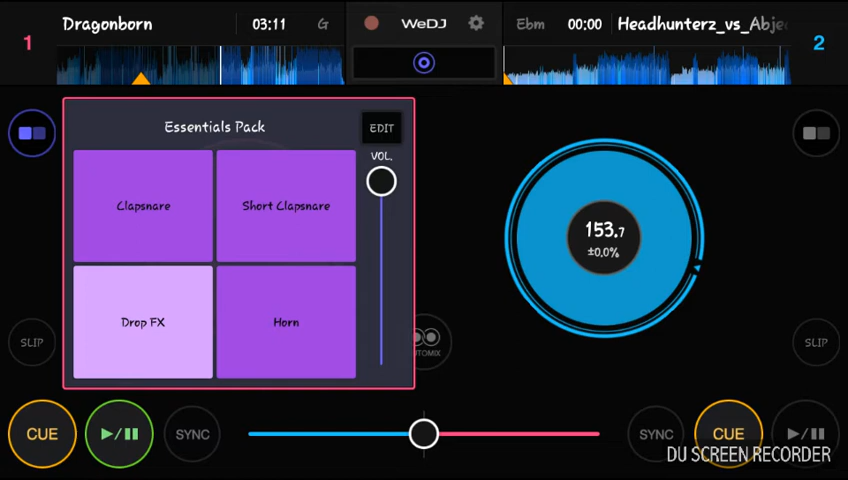 1
Dragonborn
03:11
G
WeDJ
Ebm
00:00
Headhunterz_vs_Abje
2
Essentials Pack
EDIT
VOL.
Clapsnare
Short Clapsnare
Drop FX
Horn
153.7
±0.0%
SLIP
SLIP
CUE
SYNC
SYNC
CUE
DU SCREEN RECORDER